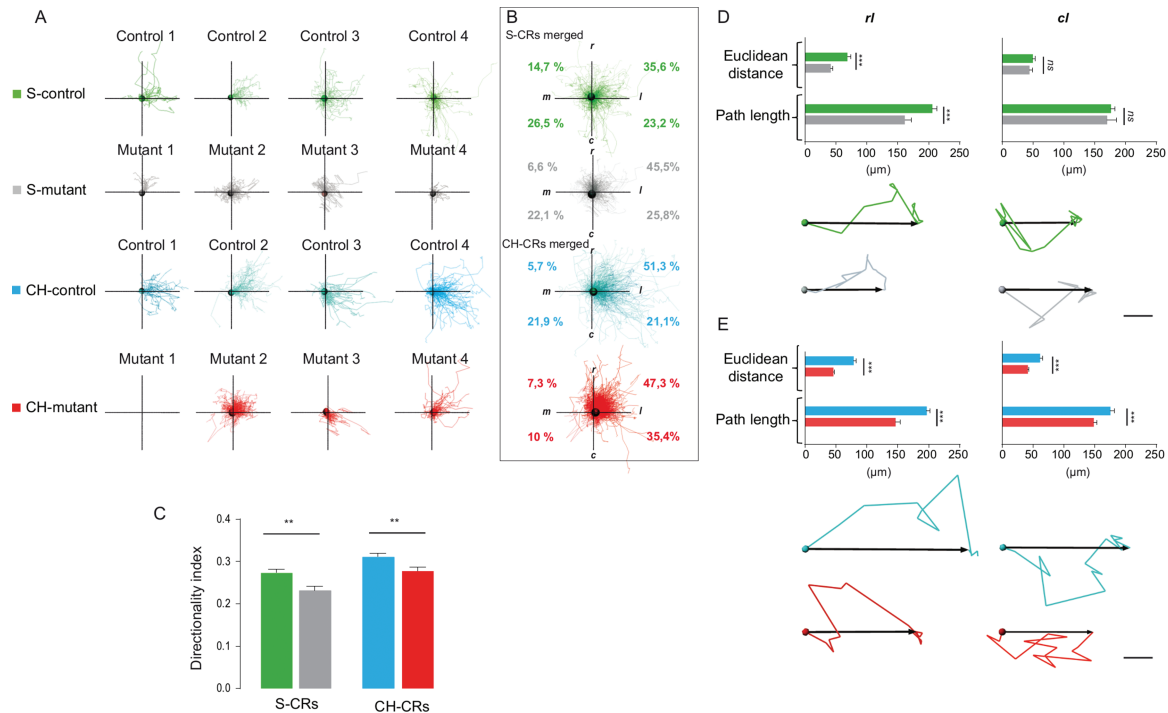 A
Control 1 Control 2 Control 3 Control 4
S-control
Mutant 1 Mutant 2 Mutant 3 Mutant 4
S-mutant
Control 1 Control 2 Control 3 Control 4
CH-control
Mutant 1 Mutant 2 Mutant 3 Mutant 4
CH-mutant
B
S-CRs merged
r
14,7 % 35,6 %
m l
26,5 % 23,2 %
c
r
6,6 % 45,5%
m l
22,1 % 25,8%
c
CH-CRs merged
r
5,7 % 51,3 %
m l
21,9 % 21,1%
c
r
7,3 % 47,3 %
m l
10 % 35,4%
c
C
Directionality index
0.4
0.3
0.2
0.0
** **
S-CRs CH-CRs
D
rl cl
Euclidean
distance
*** ns
Path length
*** ns
0 50 100 150 200 250 0 50 100 150 200 250
(µm) (µm)
E
Euclidean
distance
*** ***
Path length
*** ***
0 50 100 150 200 250 0 50 100 150 200 250
(µm) (µm)